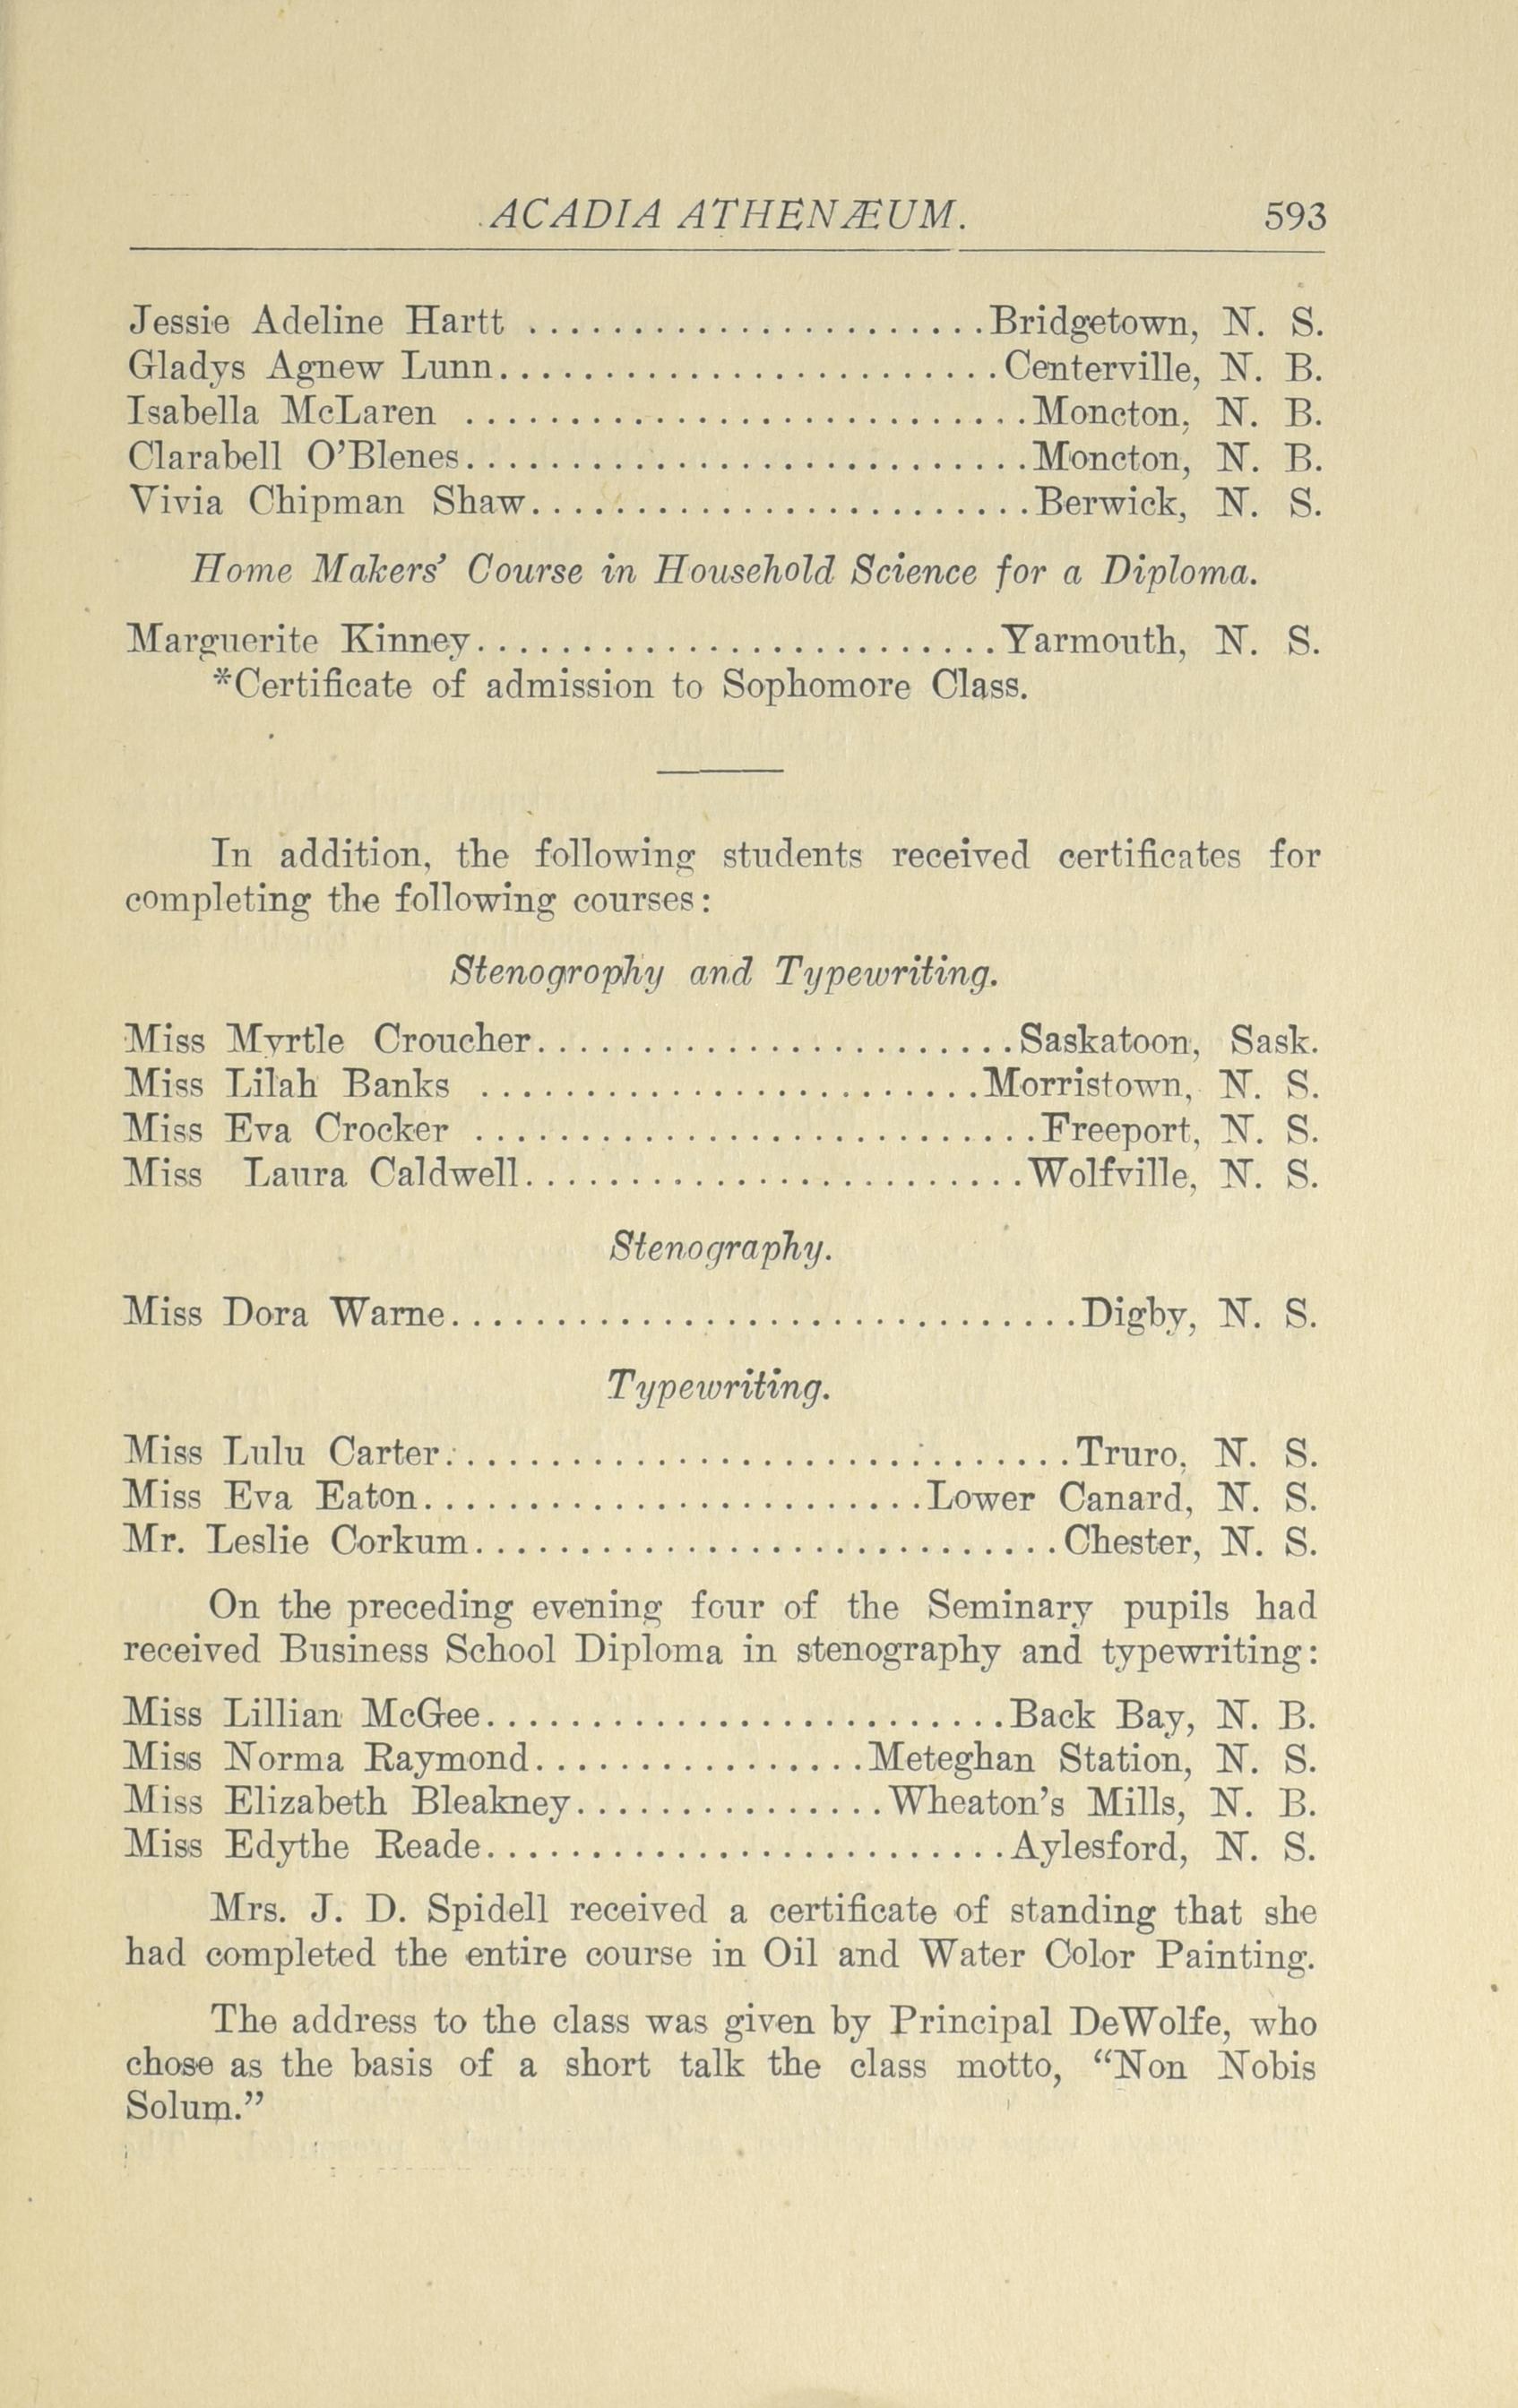 ACADIA ATHENÆUM. 593
Jessie Adeline Hartt ......................Bridgetown, N. S.
Gladys Agnew Lunn........................Centerville, N. B.
Isabella McLaren ...........................Moncton, N. B.
Clarabell O'Blenes...........................Moncton, N. B.
Vivia Chipman Shaw........................Berwick, N. S.
Home Makers' Course in Household Science for a Diploma.
Marguerite Kinney.........................Yarmouth, N. S.
*Certificate of admission to Sophomore Class.
In addition, the following students received certificates for
completing the following courses:
Stenogrophy and Typewriting.
Miss Myrtle Croucher.......................Saskatoon, Sask.
Miss Lilah Banks ........................Morristown, N. S.
Miss Eva Crocker ...........................Freeport, N. S.
Miss Laura Caldwell........................Wolfville, N. S.
Stenography.
Miss Dora Warne..............................Digby, N. S.
Typewriting.
Miss Lulu Carter..............................Truro, N. S.
Miss Eva Eaton........................Lower Canard, N. S.
Mr. Leslie Corkum............................Chester, N. S.
On the preceding evening four of the Seminary pupils had
received Business School Diploma in stenography and typewriting:
Miss Lillian McGee.........................Back Bay, N. B.
Miss Norma Raymond................Meteghan Station, N. S.
Miss Elizabeth Bleakney...............Wheaton's Mills, N. B.
Miss Edythe Reade.........................Aylesford, N. S.
Mrs. J. D. Spidell received a certificate of standing that she
had completed the entire course in Oil and Water Color Painting.
The address to the class was given by Principal DeWolfe, who
chose as the basis of a short talk the class motto, "Non Nobis
Solum."